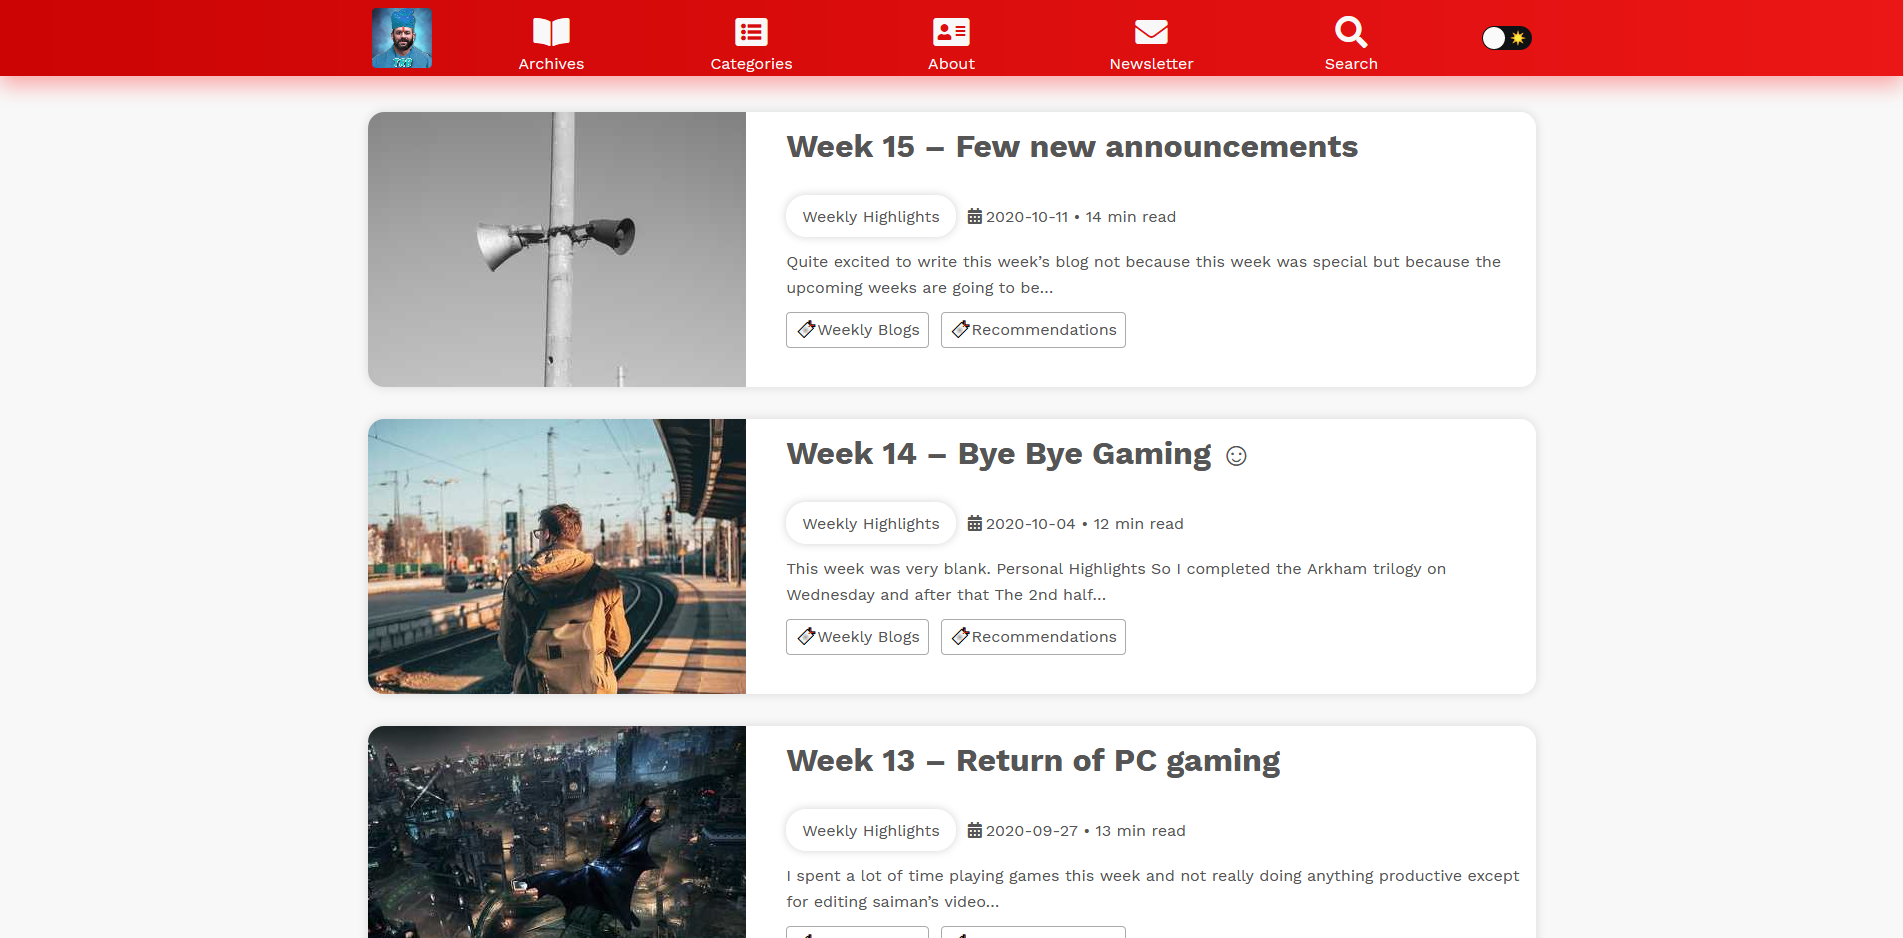 Archives
Categories
About
Newsletter
Search
Week 15 – Few new announcements
Weekly Highlights
2020-10-11 • 14 min read
Quite excited to write this week’s blog not because this week was special but because the
upcoming weeks are going to be...
Weekly Blogs
Recommendations
Week 14 – Bye Bye Gaming ☺
Weekly Highlights
2020-10-04 • 12 min read
This week was very blank. Personal Highlights So I completed the Arkham trilogy on
Wednesday and after that The 2nd half...
Weekly Blogs
Recommendations
Week 13 – Return of PC gaming
Weekly Highlights
2020-09-27 • 13 min read
I spent a lot of time playing games this week and not really doing anything productive except
for editing saiman’s video...